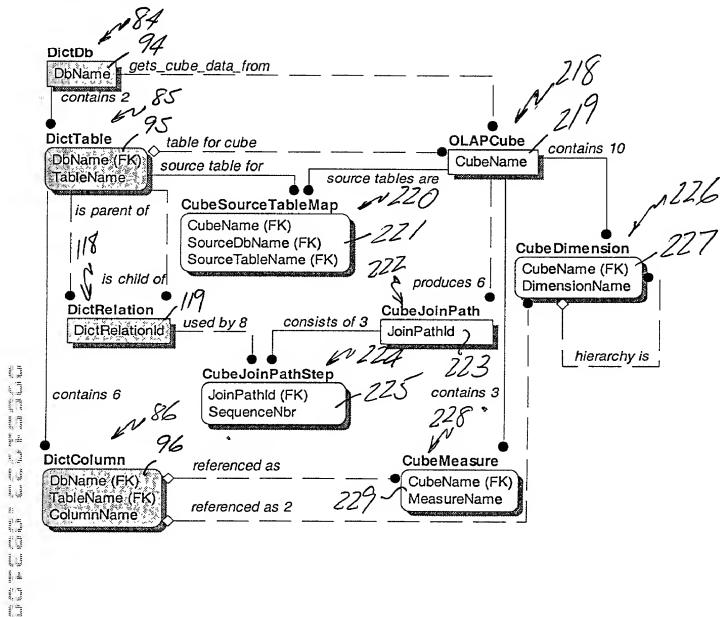 84
94
DictDb
DbName
gets_cube_data_from
contains 2
85
95
218
219
DictTable
DbName (FK)
TableName
table for cube
source table for
OLAPCube
CubeName
contains 10
source tables are
is parent of
CubeSourceTableMap
220
CubeName (FK)
SourceDbName (FK)
SourceTableName (FK)
221
226
227
CubeDimension
CubeName (FK)
DimensionName
118
is child of
222
produces 6
DictRelation
119
DictRelationId
used by 8
consists of 3
CubeJoinPath
JoinPathId
223
hierarchy is
CubeJoinPathStep
224
JoinPathId (FK)
SequenceNbr
225
contains 6
contains 3
86
96
228
DictColumn
DbName (FK)
TableName (FK)
ColumnName
referenced as
referenced as 2
CubeMeasure
CubeName (FK)
MeasureName
229